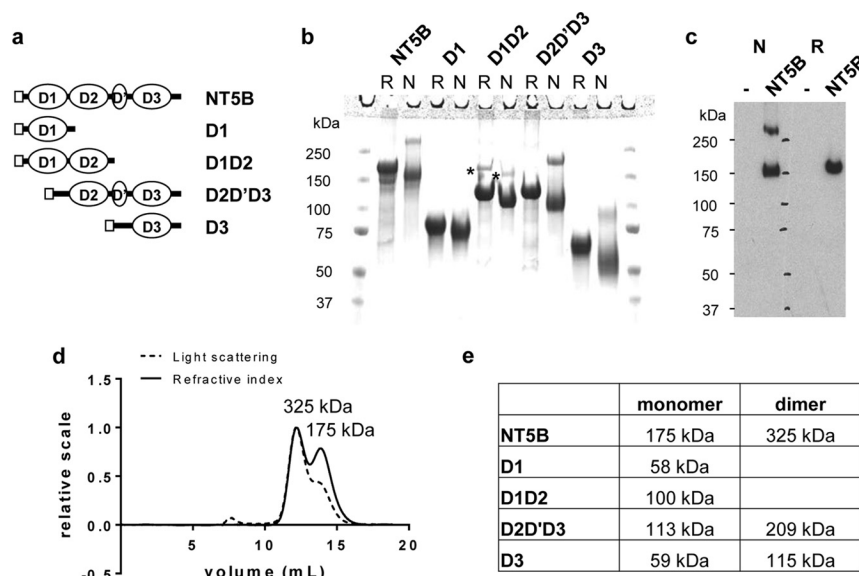 a
D1 D2 D' D3 NT5B
D1 D1
D1 D2 D1D2
D2 D' D3 D2D'D3
D3 D3
b
NT5B D1 D1D2 D2D'D3 D3
R N R N R N R N R N
kDa
250
150
100
75
50
37
*
*
c
N R
- NT5B - NT5B
kDa
250
150
100
75
50
37
d
Light scattering
Refractive index
325 kDa
175 kDa
relative scale
1.5
1.0
0.5
0.0
-0.5
5 10 15 20
volume (mL)
e
monomer dimer
NT5B 175 kDa 325 kDa
D1 58 kDa
D1D2 100 kDa
D2D'D3 113 kDa 209 kDa
D3 59 kDa 115 kDa